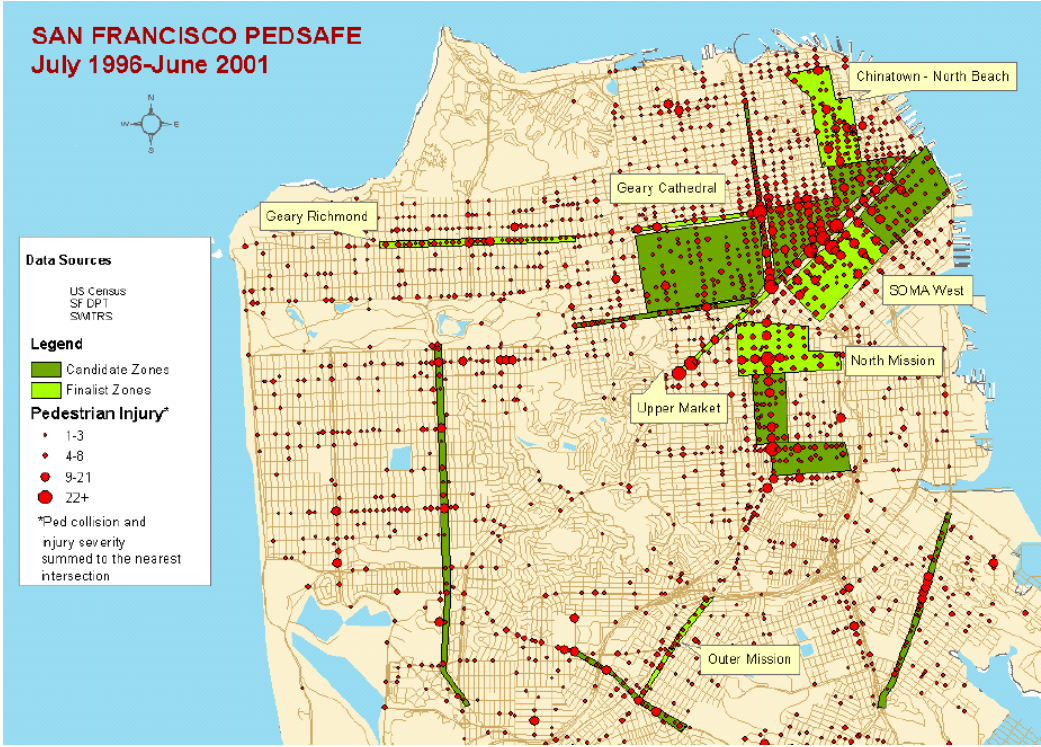 SAN FRANCISCO PEDSAFE
July 1996-June 2001
N
W
E
S
Chinatown - North Beach
Geary Cathedral
Geary Richmond
SOMA West
North Mission
Upper Market
Outer Mission
Data Sources
US Census
SF DPT
SWITRS
Legend
Candidate Zones
Finalist Zones
Pedestrian Injury*
1-3
4-8
9-21
22+
*Ped collision and
injury severity
summed to the nearest
intersection